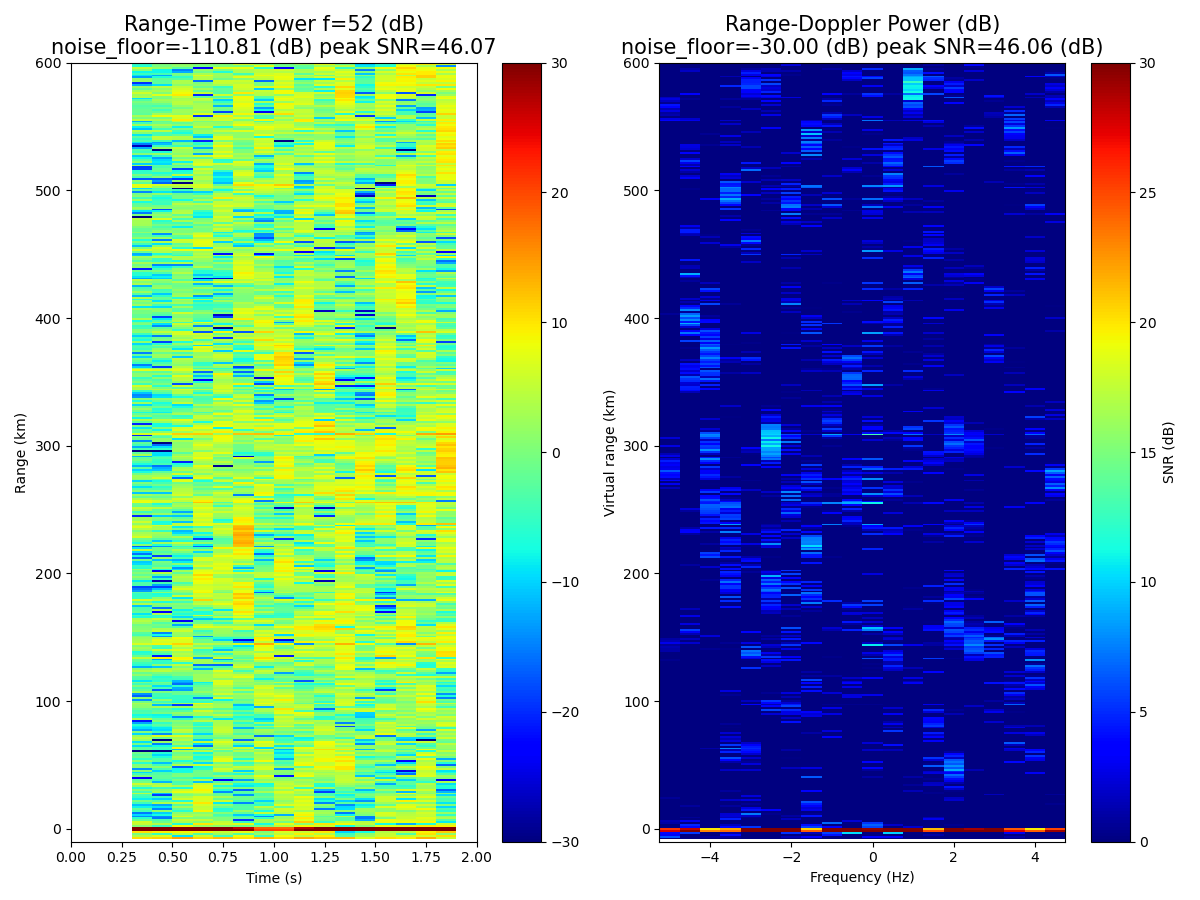 Range-Time Power f=52 (dB)
noise_floor=-110.81 (dB) peak SNR=46.07
600
500
400
300
200
100
0
Range (km)
0.00 0.25 0.50 0.75 1.00 1.25 1.50 1.75 2.00
Time (s)
30
20
10
0
−10
−20
−30
Range-Doppler Power (dB)
noise_floor=-30.00 (dB) peak SNR=46.06 (dB)
600
500
400
300
200
100
0
Virtual range (km)
−4 −2 0 2 4
Frequency (Hz)
30
25
20
15
10
5
0
SNR (dB)